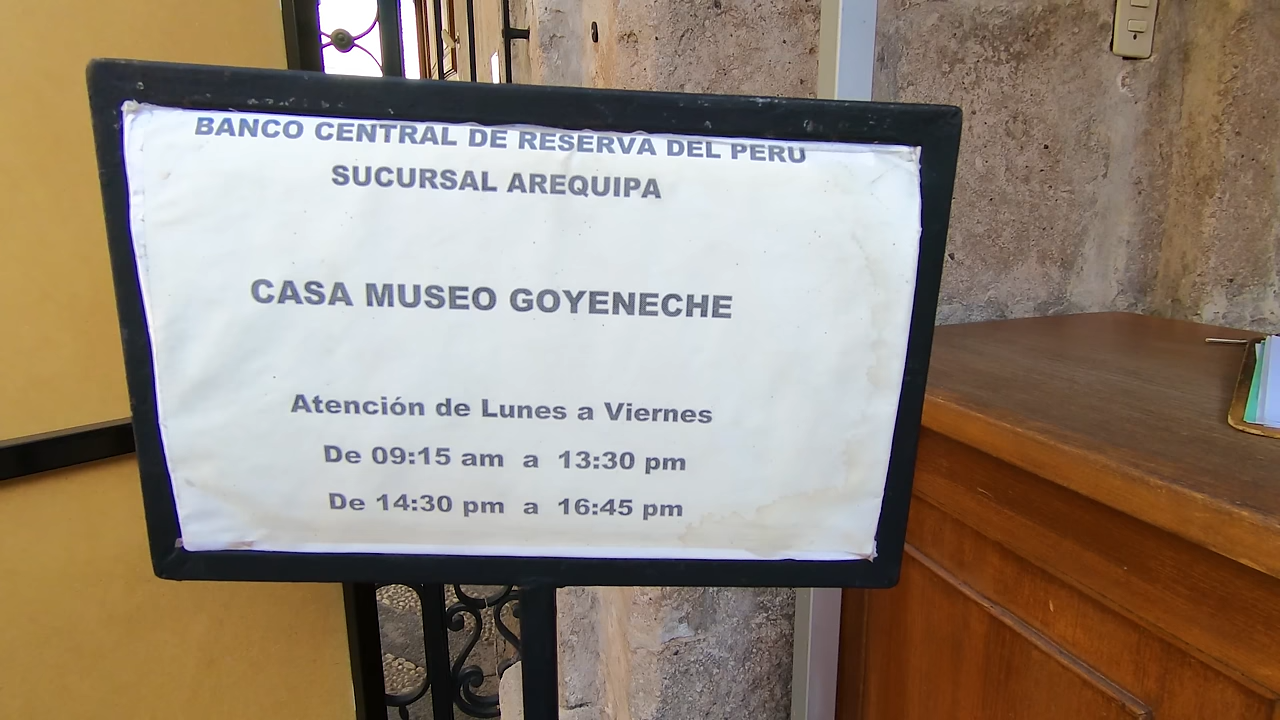 BANCO CENTRAL DE RESERVA DEL PERU
SUCURSAL AREQUIPA
CASA MUSEO GOYENECHE
Atención de Lunes a Viernes
De 09:15 am a 13:30 pm
De 14:30 pm a 16:45 pm